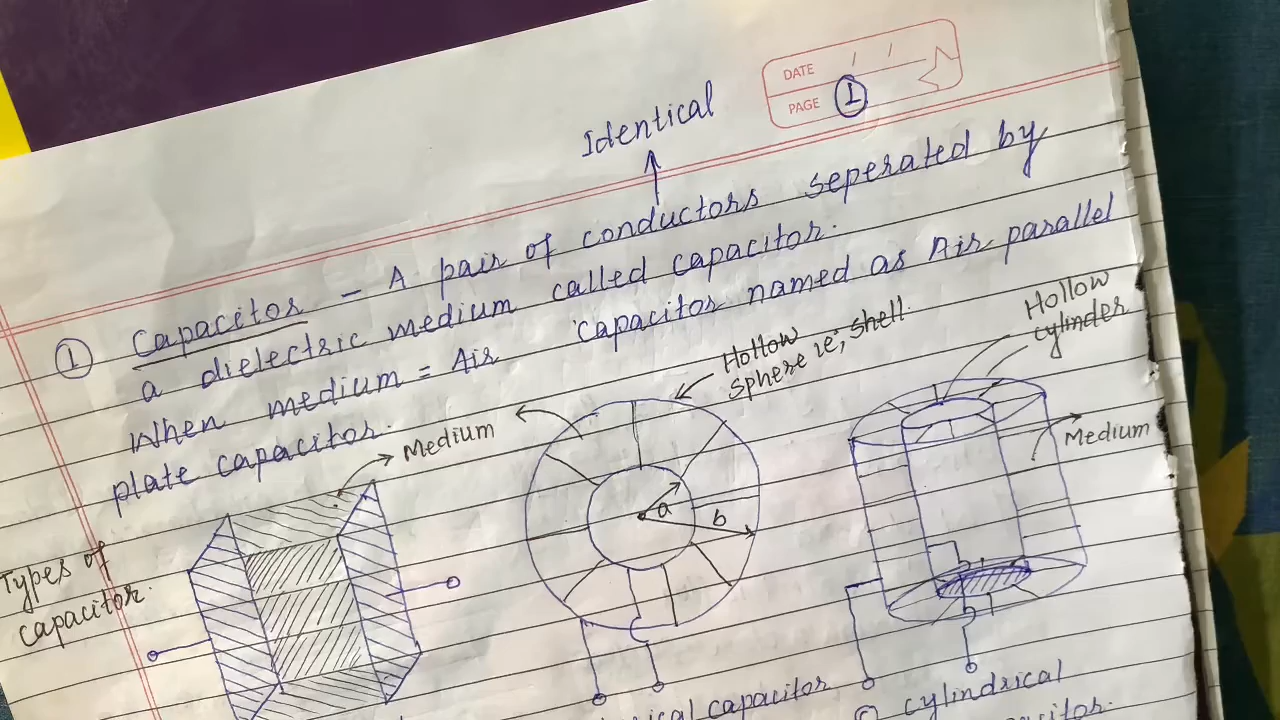 DATE / /
PAGE ①
Identical
① Capacitor – A pair of conductors seperated by
a dielectric medium called capacitor.
When medium = Air Capacitor named as Air parallel
plate capacitor.
Medium
Hollow
sphere ie; shell.
Hollow
cylinder
Medium
a
b
Types of
capacitor.
capacitor
© cylindrical